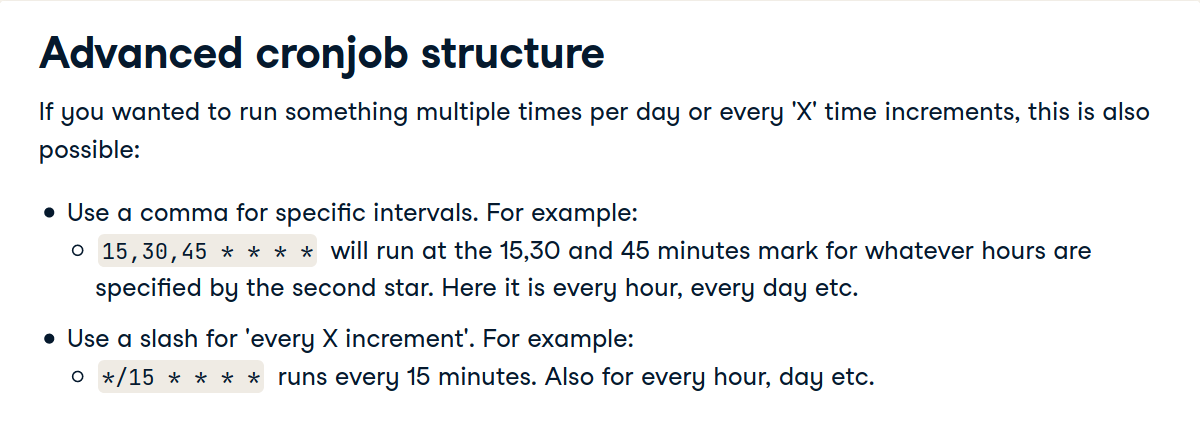 Advanced cronjob structure
If you wanted to run something multiple times per day or every 'X' time increments, this is also
possible:
• Use a comma for specific intervals. For example:
○ 15,30,45 * * * * will run at the 15,30 and 45 minutes mark for whatever hours are
specified by the second star. Here it is every hour, every day etc.
• Use a slash for 'every X increment'. For example:
○ */15 * * * * runs every 15 minutes. Also for every hour, day etc.